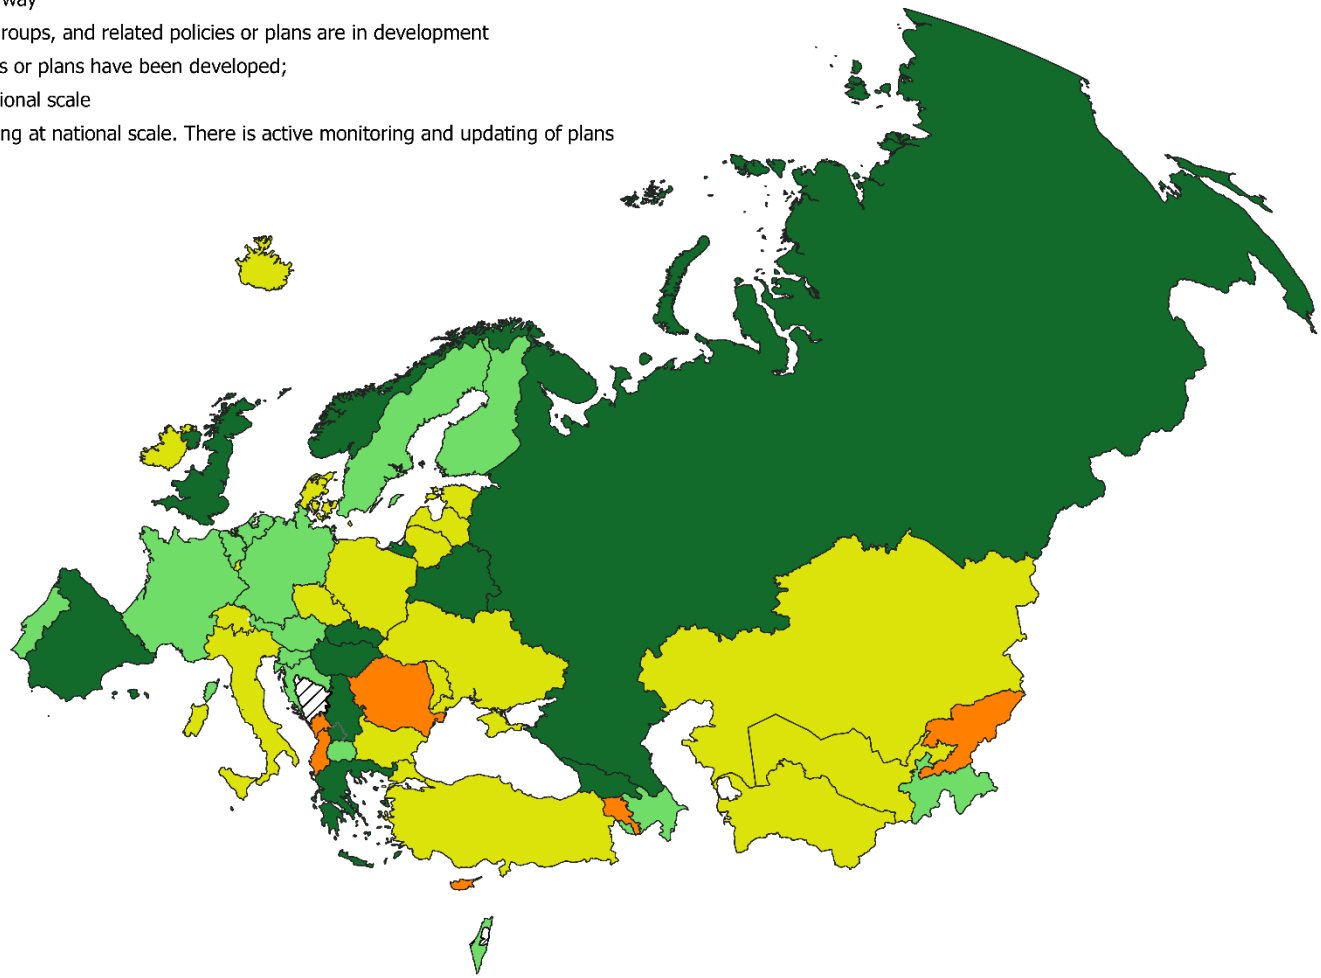 way
roups, and related policies or plans are in development
s or plans have been developed;
ional scale
ng at national scale. There is active monitoring and updating of plans